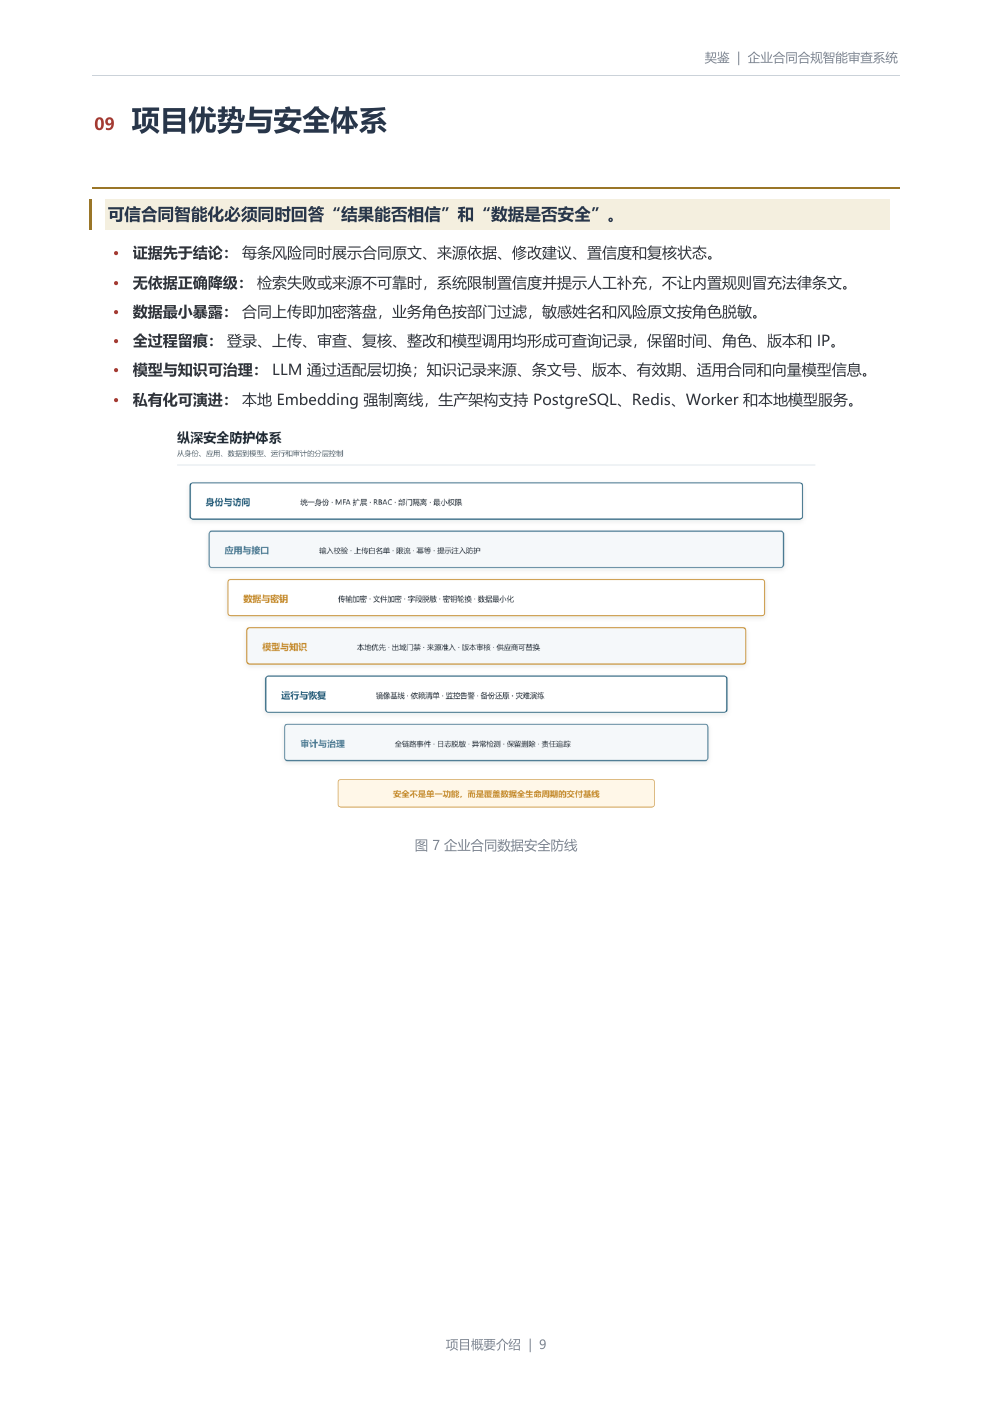 契鉴 | 企业合同合规智能审查系统
09 项目优势与安全体系
可信合同智能化必须同时回答“结果能否相信”和“数据是否安全”。
• 证据先于结论： 每条风险同时展示合同原文、来源依据、修改建议、置信度和复核状态。
• 无依据正确降级： 检索失败或来源不可靠时，系统限制置信度并提示人工补充，不让内置规则冒充法律条文。
• 数据最小暴露： 合同上传即加密落盘，业务角色按部门过滤，敏感姓名和风险原文按角色脱敏。
• 全过程留痕： 登录、上传、审查、复核、整改和模型调用均形成可查询记录，保留时间、角色、版本和 IP。
• 模型与知识可治理： LLM 通过适配层切换；知识记录来源、条文号、版本、有效期、适用合同和向量模型信息。
• 私有化可演进： 本地 Embedding 强制离线，生产架构支持 PostgreSQL、Redis、Worker 和本地模型服务。
纵深安全防护体系
从身份、应用、数据到模型、运行和审计的分层控制
身份与访问 统一身份 · MFA 扩展 · RBAC · 部门隔离 · 最小权限
应用与接口 输入校验 · 上传白名单 · 限流 · 幂等 · 提示注入防护
数据与密钥 传输加密 · 文件加密 · 字段脱敏 · 密钥轮换 · 数据最小化
模型与知识 本地优先 · 出域门禁 · 来源准入 · 版本审核 · 供应商可替换
运行与恢复 镜像基线 · 依赖清单 · 监控告警 · 备份还原 · 灾难演练
审计与治理 全链路事件 · 日志脱敏 · 异常检测 · 保留删除 · 责任追踪
安全不是单一功能，而是覆盖数据全生命周期的交付基线
图 7 企业合同数据安全防线
项目概要介绍 | 9